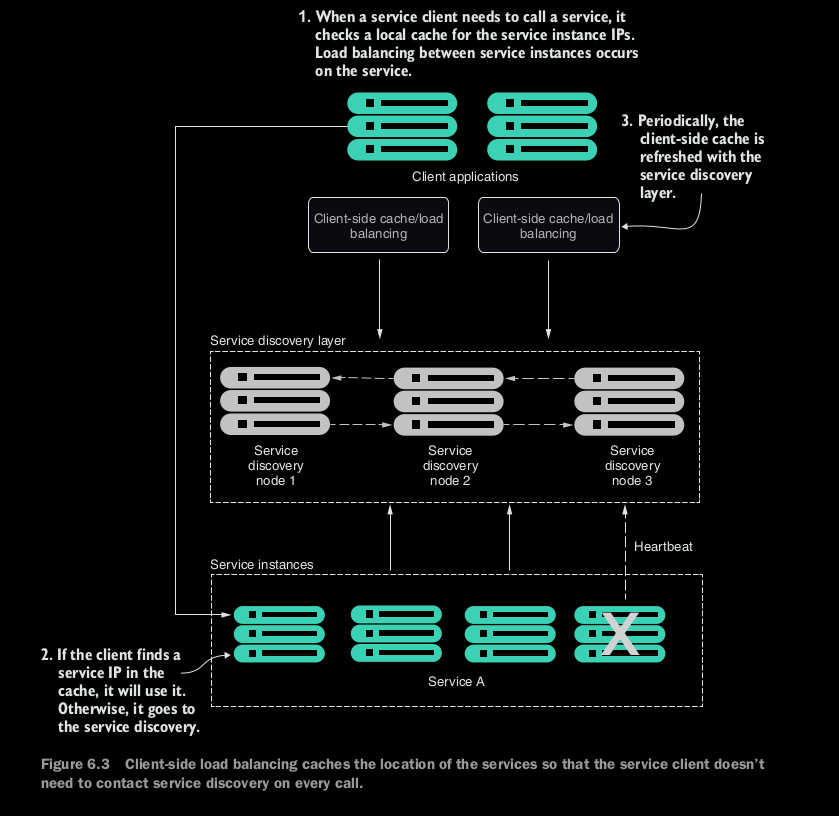 1. When a service client needs to call a service, it
checks a local cache for the service instance IPs.
Load balancing between service instances occurs
on the service.
3. Periodically, the
client-side cache is
refreshed with the
service discovery
layer.
Client applications
Client-side cache/load
balancing
Client-side cache/load
balancing
Service discovery layer
Service
discovery
node 1
Service
discovery
node 2
Service
discovery
node 3
Heartbeat
Service instances
2. If the client finds a
service IP in the
cache, it will use it.
Otherwise, it goes to
the service discovery.
Service A
Figure 6.3 Client-side load balancing caches the location of the services so that the service client doesn't
need to contact service discovery on every call.